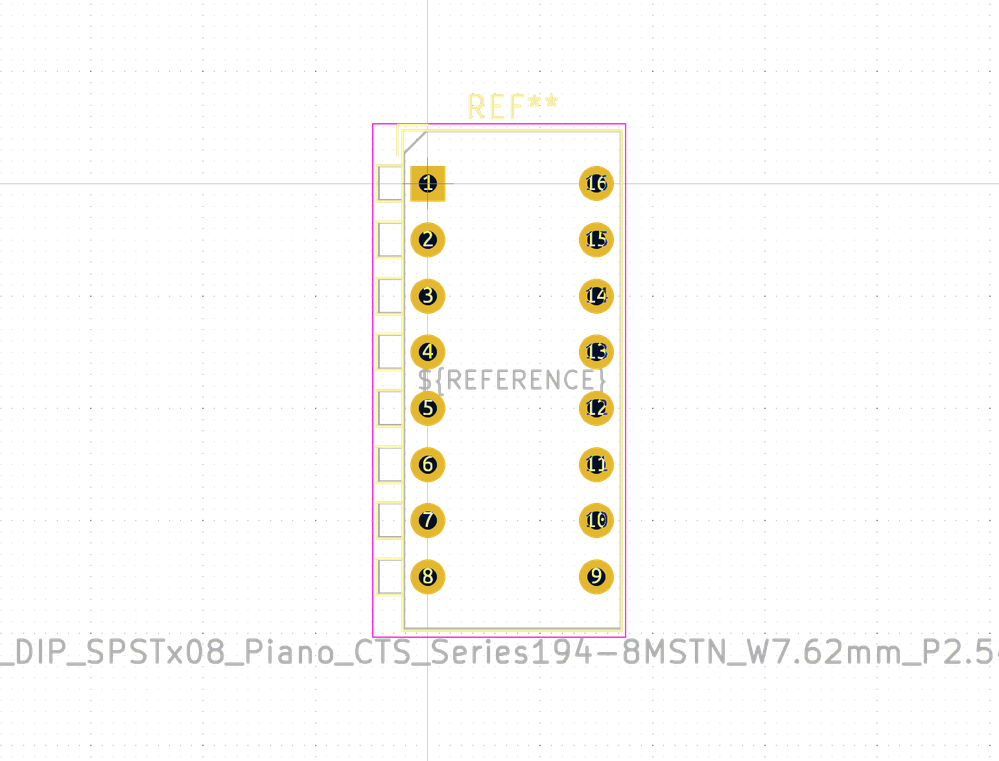 REF**
1 16
2 15
3 14
4 13
${REFERENCE}
5 12
6 11
7 10
8 9
_DIP_SPSTx08_Piano_CTS_Series194-8MSTN_W7.62mm_P2.54